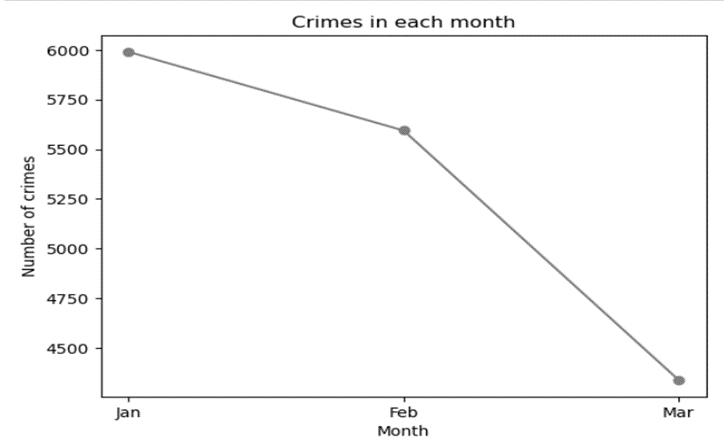 Crimes in each month
6000
5750
5500
5250
5000
4750
4500
Number of crimes
Jan Feb Mar
Month